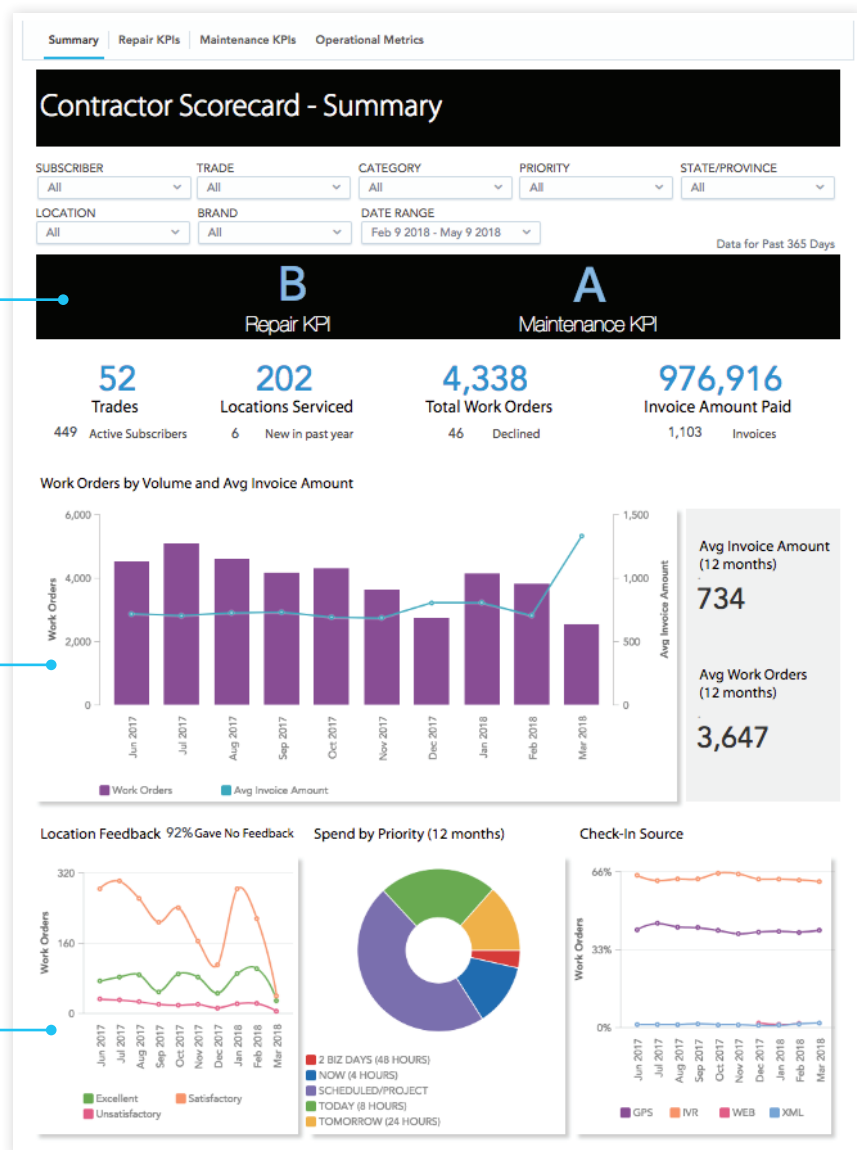 Summary Repair KPIs Maintenance KPIs Operational Metrics
Contractor Scorecard - Summary
SUBSCRIBER TRADE CATEGORY PRIORITY STATE/PROVINCE
All All All All All
LOCATION BRAND DATE RANGE
All All Feb 9 2018 - May 9 2018
Data for Past 365 Days
B A
Repair KPI Maintenance KPI
52 202 4,338 976,916
Trades Locations Serviced Total Work Orders Invoice Amount Paid
449 Active Subscribers 6 New in past year 46 Declined 1,103 Invoices
Work Orders by Volume and Avg Invoice Amount
6,000 1,500
4,000 1,000
2,000 500
0 0
Work Orders
Avg Invoice Amount
Jun 2017 Jul 2017 Aug 2017 Sep 2017 Oct 2017 Nov 2017 Dec 2017 Jan 2018 Feb 2018 Mar 2018
Work Orders Avg Invoice Amount
Avg Invoice Amount
(12 months)
734
Avg Work Orders
(12 months)
3,647
Location Feedback 92% Gave No Feedback
320
160
0
Work Orders
Jun 2017 Jul 2017 Aug 2017 Sep 2017 Oct 2017 Nov 2017 Dec 2017 Jan 2018 Feb 2018 Mar 2018
Excellent Satisfactory
Unsatisfactory
Spend by Priority (12 months)
2 BIZ DAYS (48 HOURS)
NOW (4 HOURS)
SCHEDULED/PROJECT
TODAY (8 HOURS)
TOMORROW (24 HOURS)
Check-In Source
66%
33%
0%
Work Orders
Jun 2017 Jul 2017 Aug 2017 Sep 2017 Oct 2017 Nov 2017 Dec 2017 Jan 2018 Feb 2018 Mar 2018
GPS IVR WEB XML